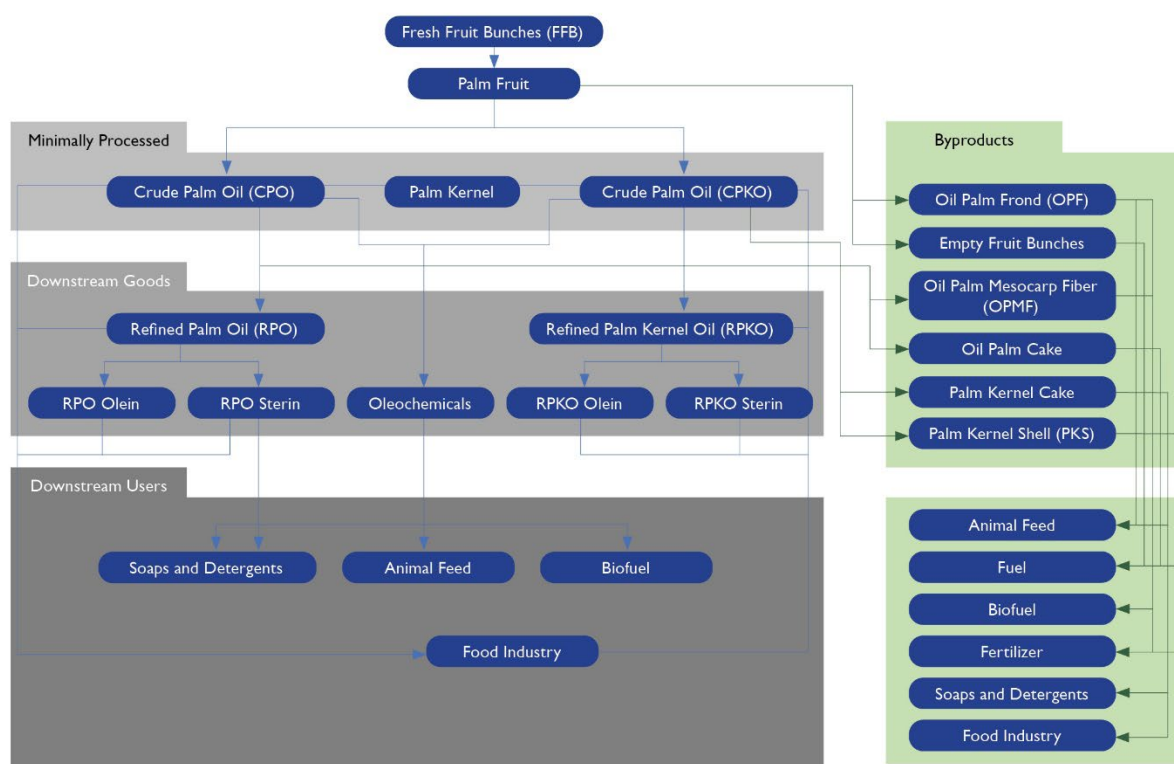 Fresh Fruit Bunches (FFB)
Palm Fruit
Minimally Processed
Crude Palm Oil (CPO)
Palm Kernel
Crude Palm Oil (CPKO)
Downstream Goods
Refined Palm Oil (RPO)
Refined Palm Kernel Oil (RPKO)
RPO Olein
RPO Sterin
Oleochemicals
RPKO Olein
RPKO Sterin
Downstream Users
Soaps and Detergents
Animal Feed
Biofuel
Food Industry
Byproducts
Oil Palm Frond (OPF)
Empty Fruit Bunches
Oil Palm Mesocarp Fiber
(OPMF)
Oil Palm Cake
Palm Kernel Cake
Palm Kernel Shell (PKS)
Animal Feed
Fuel
Biofuel
Fertilizer
Soaps and Detergents
Food Industry